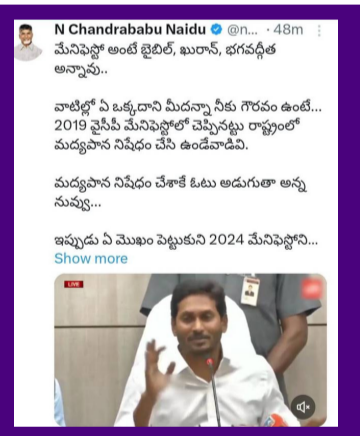 N Chandrababu Naidu @n... · 48m
మేనిఫెస్టో అంటే బైబిల్, ఖురాన్, భగవద్గీత
అన్నావు..
వాటిల్లో ఏ ఒక్కదాని మీదన్నా నీకు గౌరవం ఉంటే...
2019 వైసీపీ మేనిఫెస్టోలో చెప్పినట్టు రాష్ట్రంలో
మద్యపాన నిషేధం చేసి ఉండేవాడివి.
మద్యపాన నిషేధం చేశాకే ఓటు అడుగుతా అన్న
నువ్వు...
ఇప్పుడు ఏ మొఖం పెట్టుకుని 2024 మేనిఫెస్టోని...
Show more
LIVE